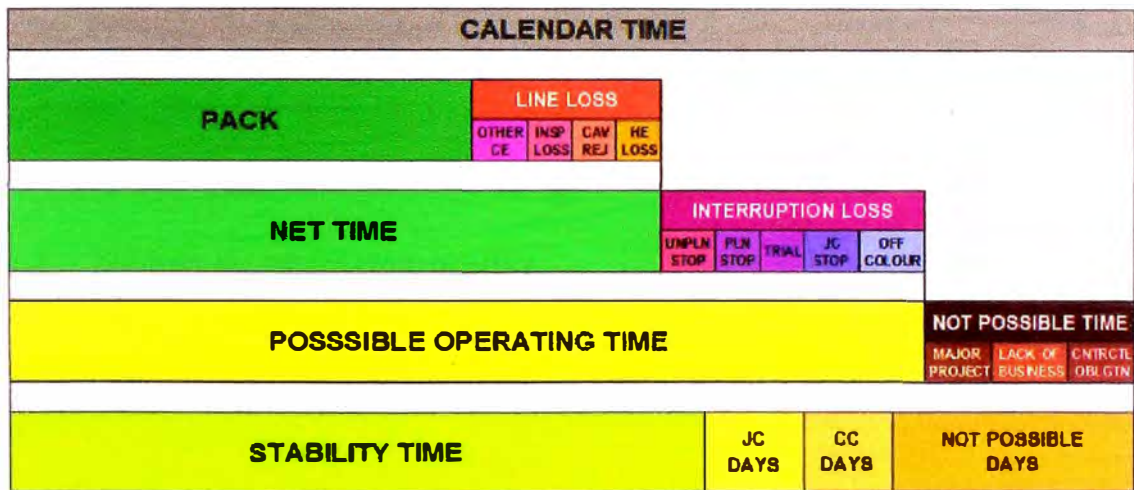 CALENDAR TIME
PACK
LINE LOSS
OTHER CE
INSP LOSS
CAV REJ
HE LOSS
NET TIME
INTERRUPTION LOSS
UNPLN STOP
PLN STOP
TRIAL
JC STOP
OFF COLOUR
POSSSIBLE OPERATING TIME
NOT POSSIBLE TIME
MAJOR PROJECT
LACK OF BUSINESS
CNTRCTL OBLGTN
STABILITY TIME
JC DAYS
CC DAYS
NOT POSSIBLE DAYS